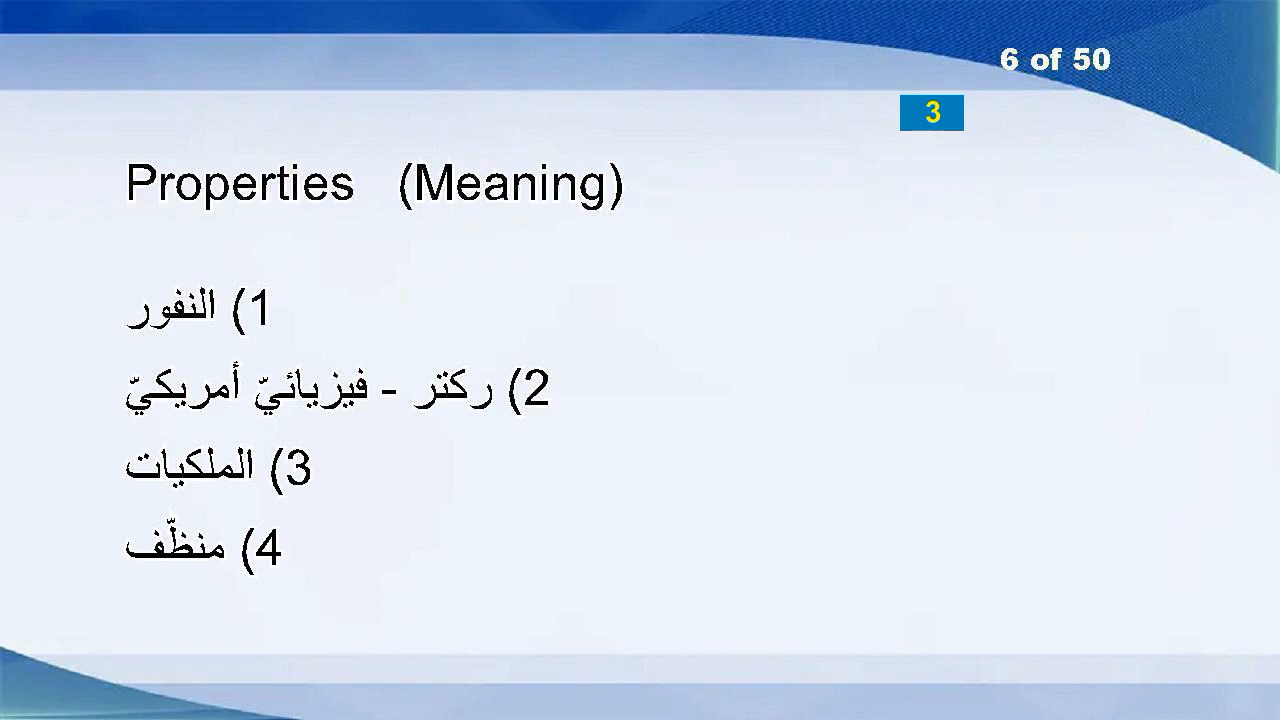 6 of 50
3
Properties (Meaning)
1) النفور
2) ركتر - فيزيائيّ أمريكيّ
3) الملكيات
4) منظّف